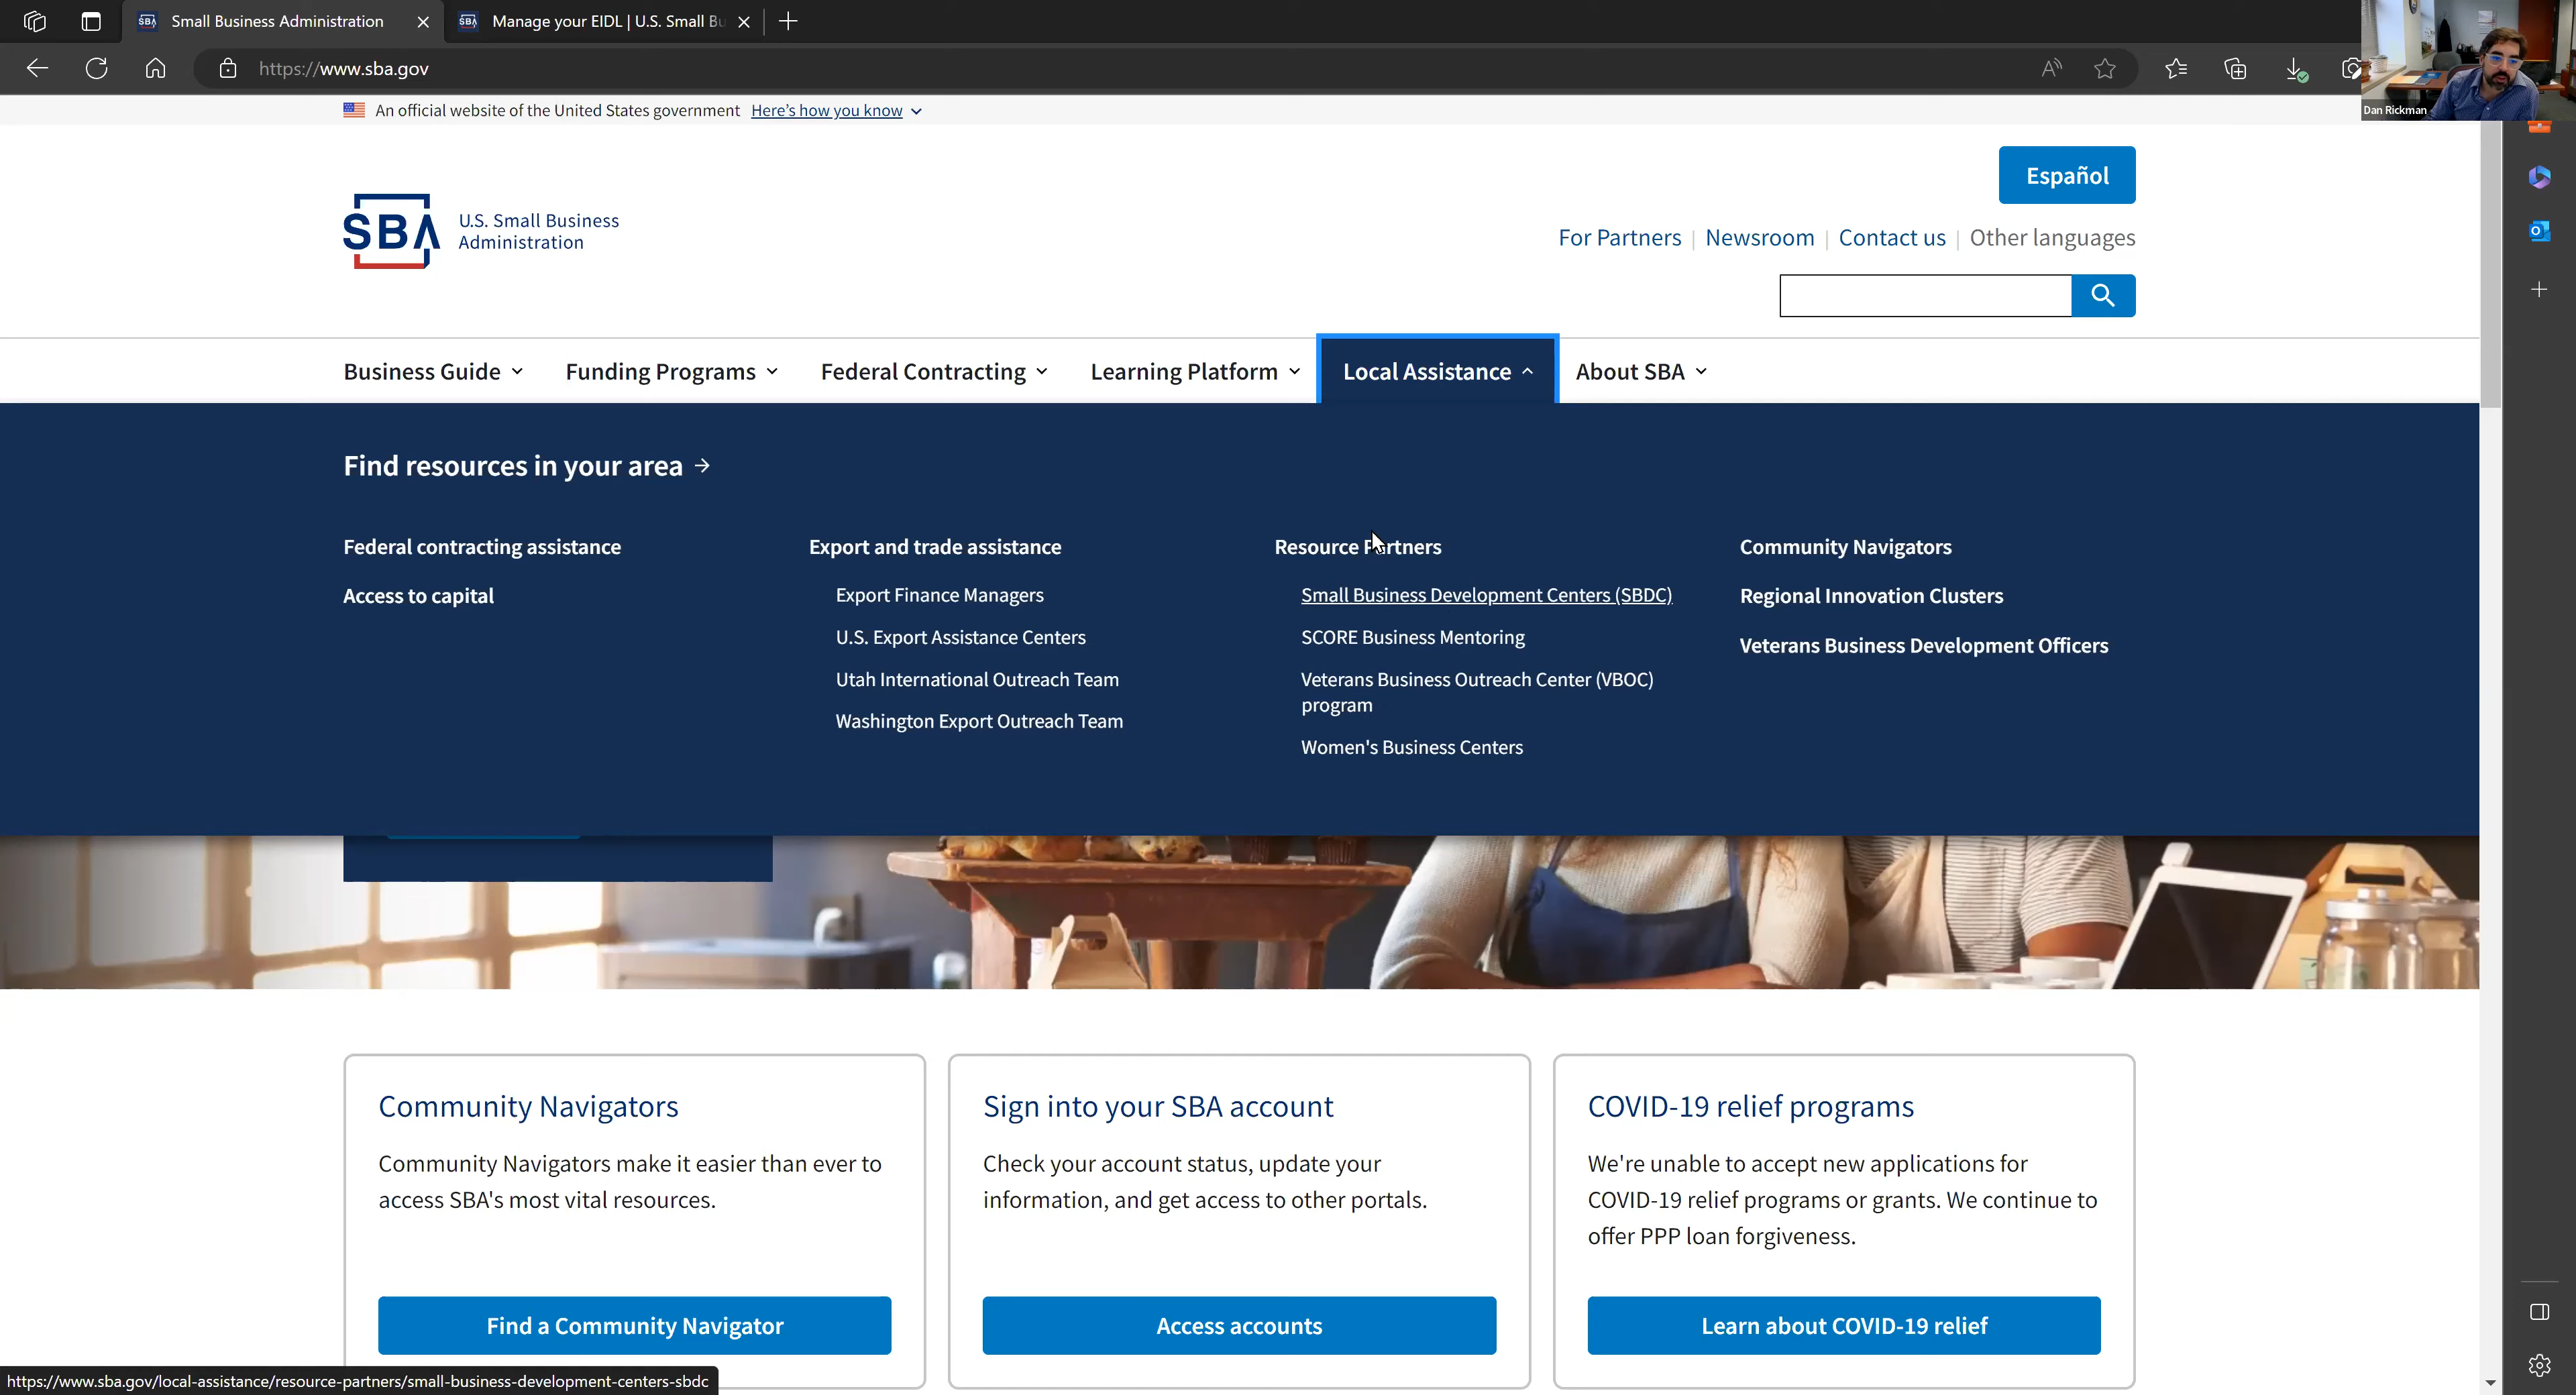 Small Business Administration
Manage your EIDL | U.S. Small Bu
https://www.sba.gov
Dan Rickman
An official website of the United States government Here's how you know
Español
SBA U.S. Small Business
Administration
For Partners | Newsroom | Contact us | Other languages
Business Guide
Funding Programs
Federal Contracting
Learning Platform
Local Assistance
About SBA
Find resources in your area
Federal contracting assistance
Access to capital
Export and trade assistance
Export Finance Managers
U.S. Export Assistance Centers
Utah International Outreach Team
Washington Export Outreach Team
Resource Partners
Small Business Development Centers (SBDC)
SCORE Business Mentoring
Veterans Business Outreach Center (VBOC)
program
Women's Business Centers
Community Navigators
Regional Innovation Clusters
Veterans Business Development Officers
Community Navigators
Community Navigators make it easier than ever to
access SBA's most vital resources.
Find a Community Navigator
Sign into your SBA account
Check your account status, update your
information, and get access to other portals.
Access accounts
COVID-19 relief programs
We're unable to accept new applications for
COVID-19 relief programs or grants. We continue to
offer PPP loan forgiveness.
Learn about COVID-19 relief
https://www.sba.gov/local-assistance/resource-partners/small-business-development-centers-sbdc